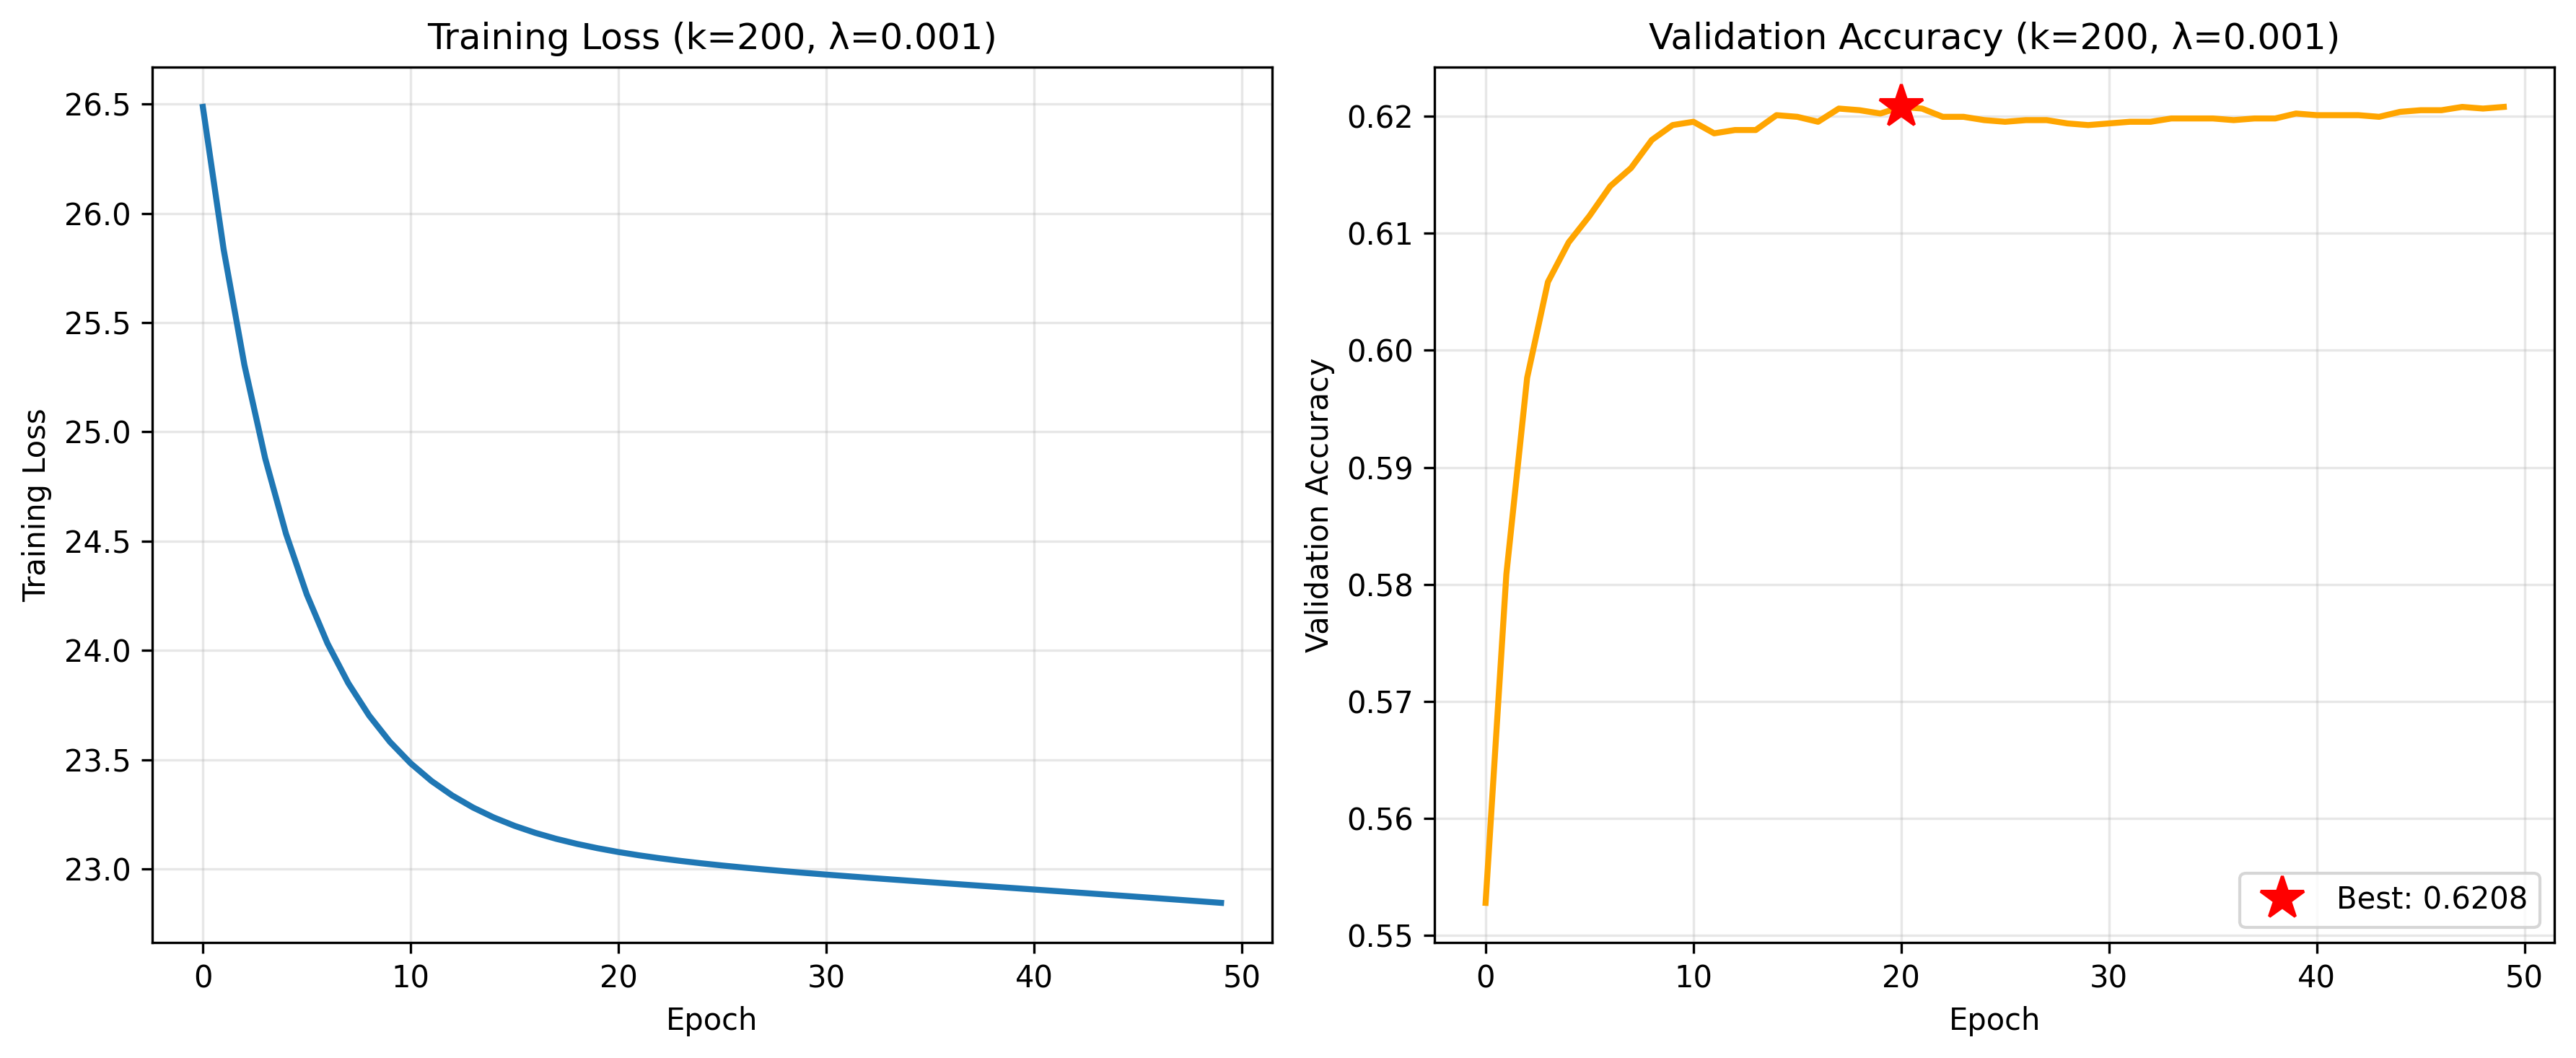 Training Loss (k=200, λ=0.001)
26.5
26.0
25.5
25.0
24.5
24.0
23.5
23.0
Training Loss
0 10 20 30 40 50
Epoch
Validation Accuracy (k=200, λ=0.001)
0.62
0.61
0.60
0.59
0.58
0.57
0.56
0.55
Validation Accuracy
Best: 0.6208
0 10 20 30 40 50
Epoch